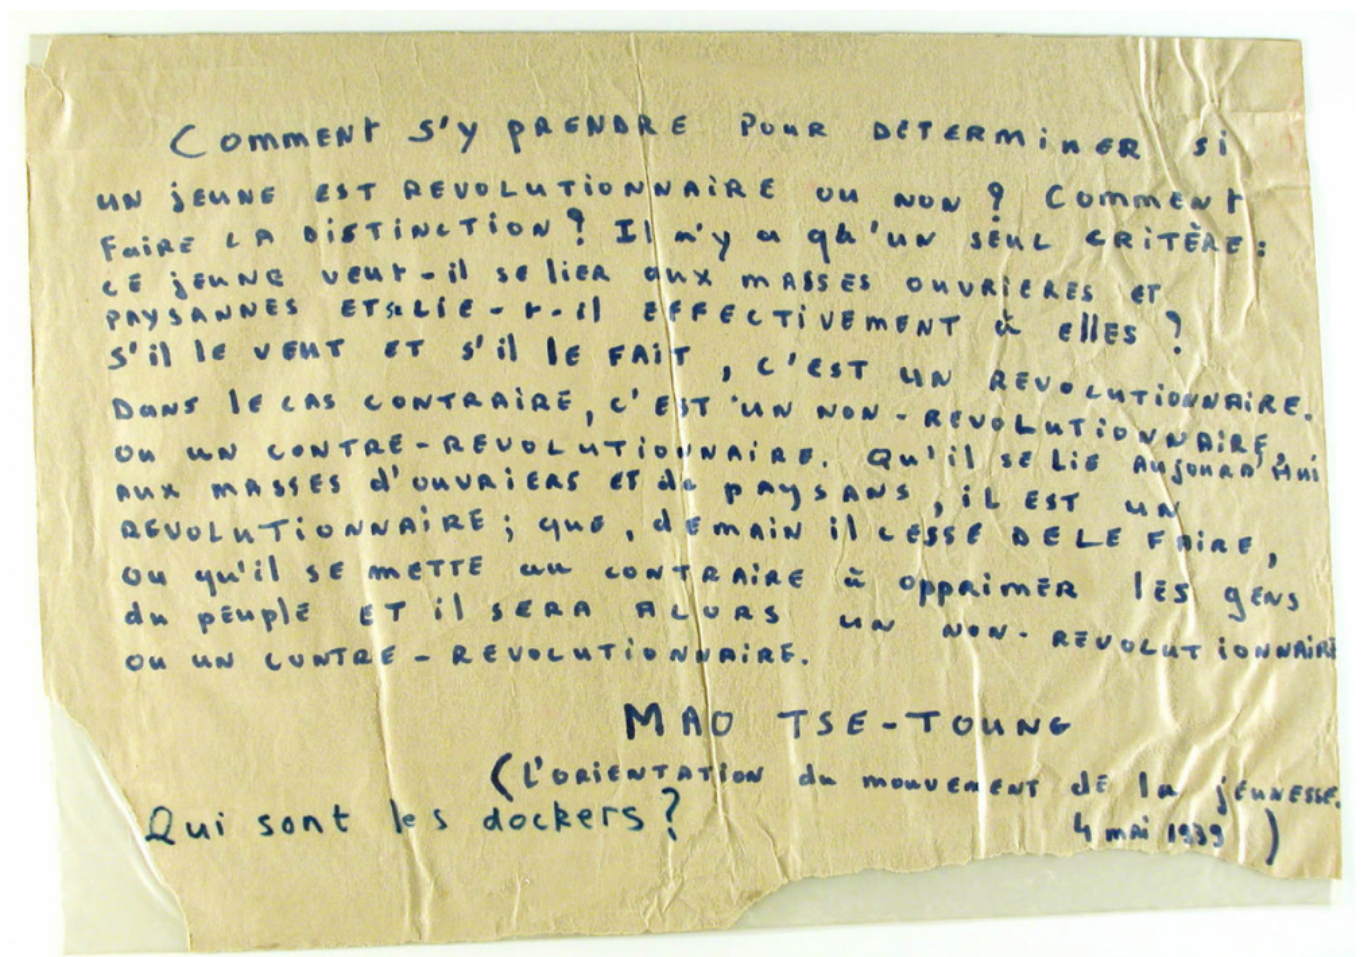 Comment s'y prendre pour determiner si
un jeune est revolutionnaire ou non ? Comment
faire la distinction ? Il n'y a qu'un seul critère :
ce jeune veut-il se lier aux masses ouvrieres et
paysannes et se lie-t-il effectivement à elles ?
S'il le veut et s'il le fait, c'est un revolutionnaire.
Dans le cas contraire, c'est un non-revolutionnaire,
ou un contre-revolutionnaire. Qu'il se lie aujourd'hui
aux masses d'ouvriers et de paysans, il est un
revolutionnaire ; que, demain il cesse de le faire,
ou qu'il se mette au contraire à opprimer les gens
du peuple et il sera alors un non-revolutionnaire
ou un contre-revolutionnaire.
MAO TSE-TOUNG
(L'orientation du mouvement de la jeunesse.
4 mai 1939)
Qui sont les dockers ?